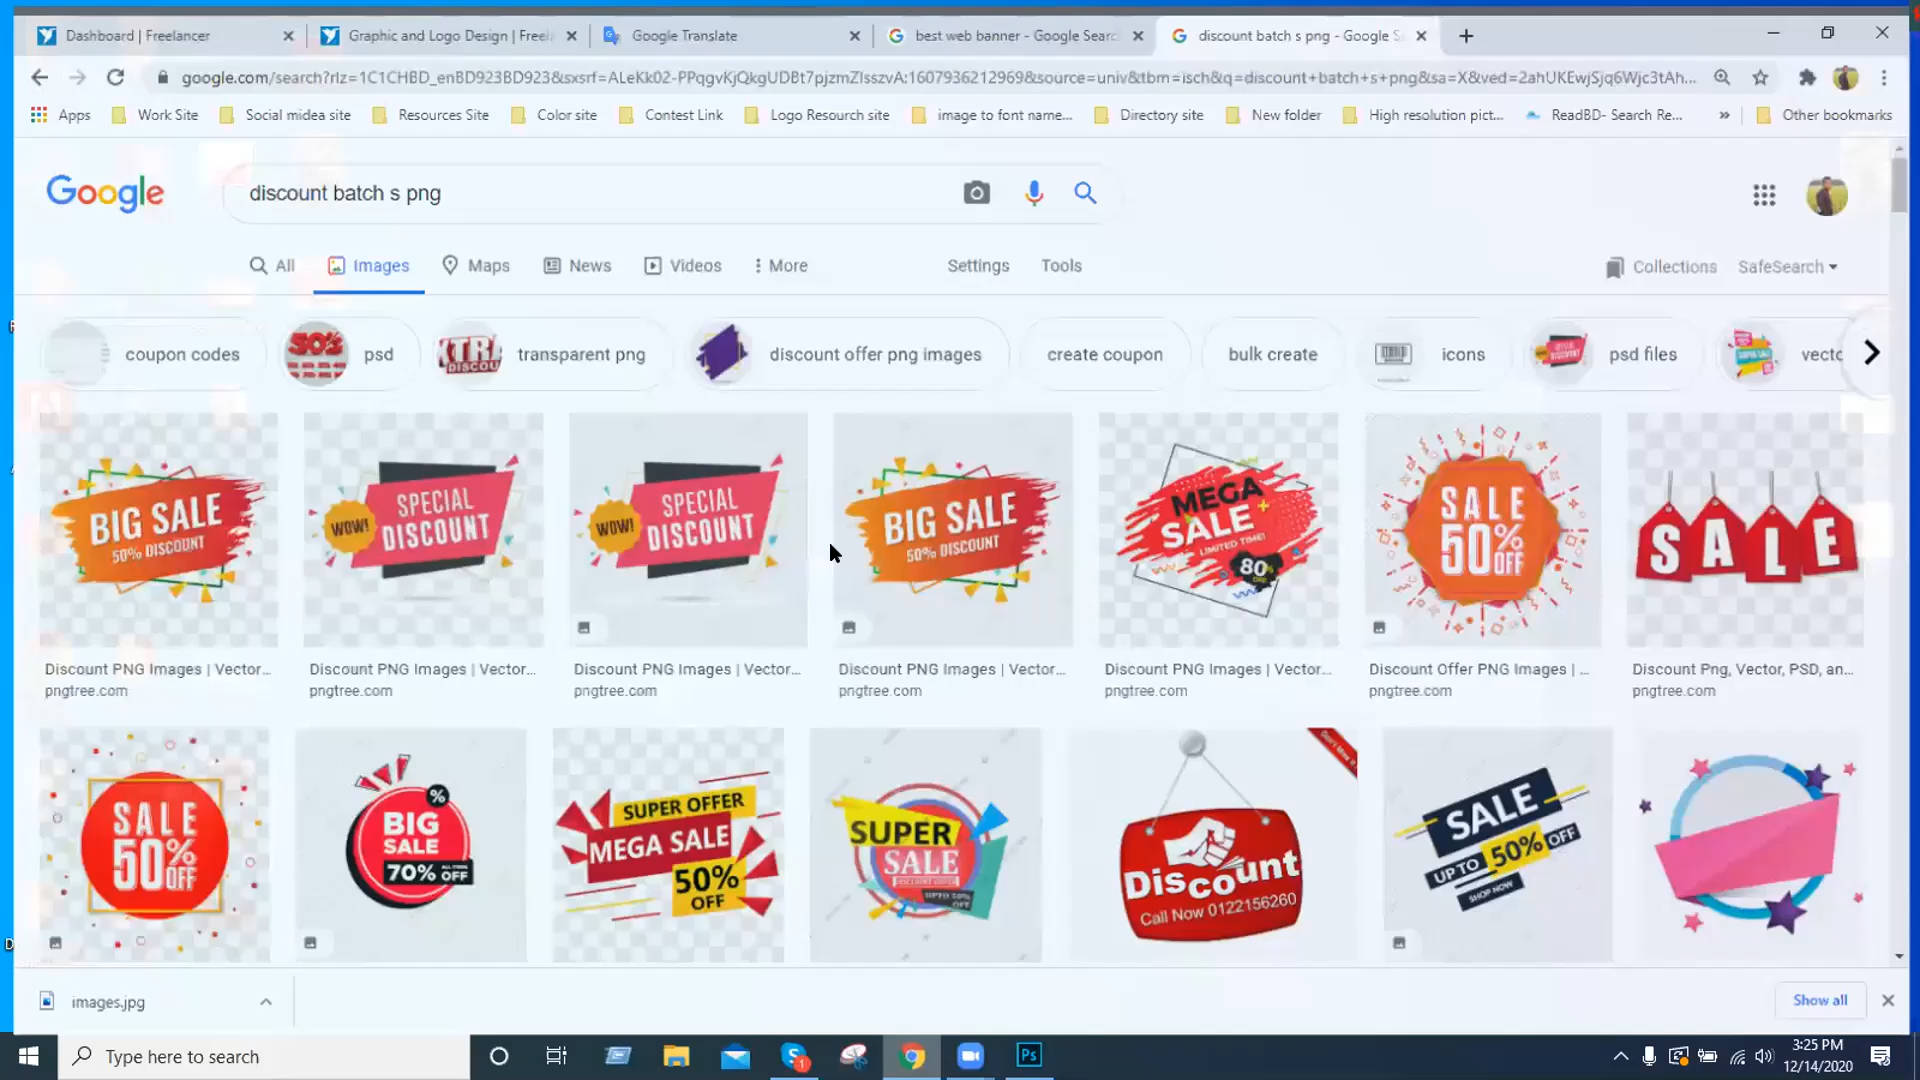 Dashboard | Freelancer
Graphic and Logo Design | Freel
Google Translate
best web banner - Google Searc
discount batch s png - Google S
google.com/search?rlz=1C1CHBD_enBD923BD923&sxsrf=ALeKk02-PPqgvKjQkgUDBt7pjzmZIsszvA:1607936212969&source=univ&tbm=isch&q=discount+batch+s+png&sa=X&ved=2ahUKEwjSjq6Wjc3tAh...
Apps
Work Site
Social midea site
Resources Site
Color site
Contest Link
Logo Resourch site
image to font name...
Directory site
New folder
High resolution pict...
ReadBD- Search Re...
»
Other bookmarks
Google
discount batch s png
All
Images
Maps
News
Videos
More
Settings
Tools
Collections
SafeSearch
coupon codes
50%
psd
XTRA
DISCOU
transparent png
discount offer png images
create coupon
bulk create
icons
psd files
vecto
BIG SALE
50% DISCOUNT
WOW!
SPECIAL
DISCOUNT
WOW!
SPECIAL
DISCOUNT
BIG SALE
50% DISCOUNT
MEGA
SALE
LIMITED TIME!
80%
SALE
50%
OFF
SALE
Discount PNG Images | Vector...
pngtree.com
Discount PNG Images | Vector...
pngtree.com
Discount PNG Images | Vector...
pngtree.com
Discount PNG Images | Vector...
pngtree.com
Discount PNG Images | Vector...
pngtree.com
Discount Offer PNG Images | ...
pngtree.com
Discount Png, Vector, PSD, an...
pngtree.com
SALE
50%
OFF
%
BIG
SALE
70% OFF
SUPER OFFER
MEGA SALE
50%
OFF
SUPER
SALE
DISCOUNT OFFER
UPTO 50%
OFF
Discount
Call Now 0122156260
SALE
UP TO 50% OFF
SHOP NOW
images.jpg
Show all
Type here to search
1
Ps
3:25 PM
12/14/2020